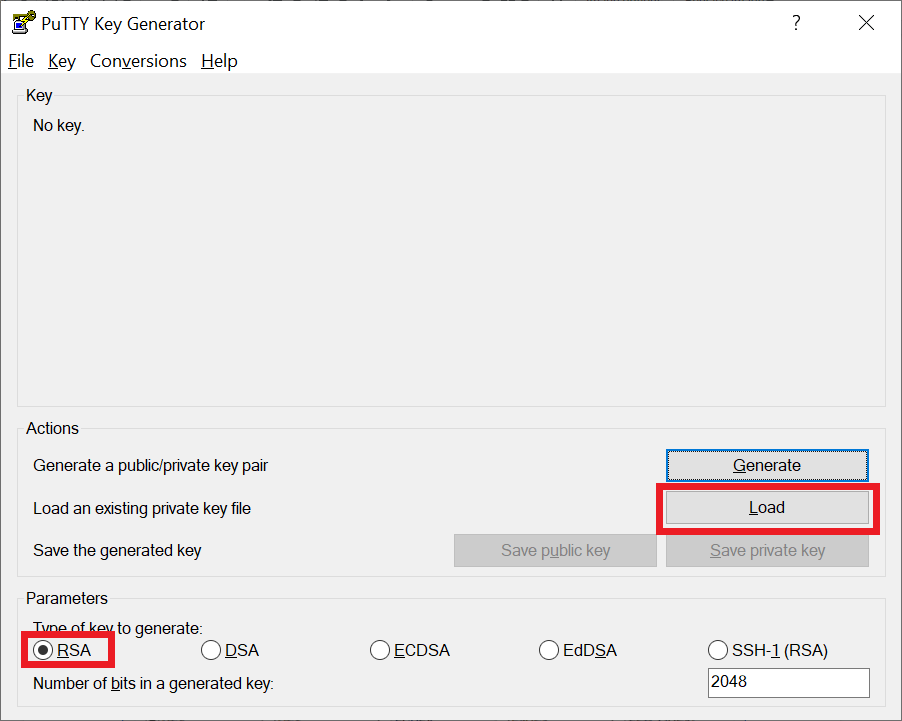 PuTTY Key Generator ?
File Key Conversions Help
Key
No key.
Actions
Generate a public/private key pair Generate
Load an existing private key file Load
Save the generated key Save public key Save private key
Parameters
Type of key to generate:
RSA DSA ECDSA EdDSA SSH-1 (RSA)
Number of bits in a generated key: 2048